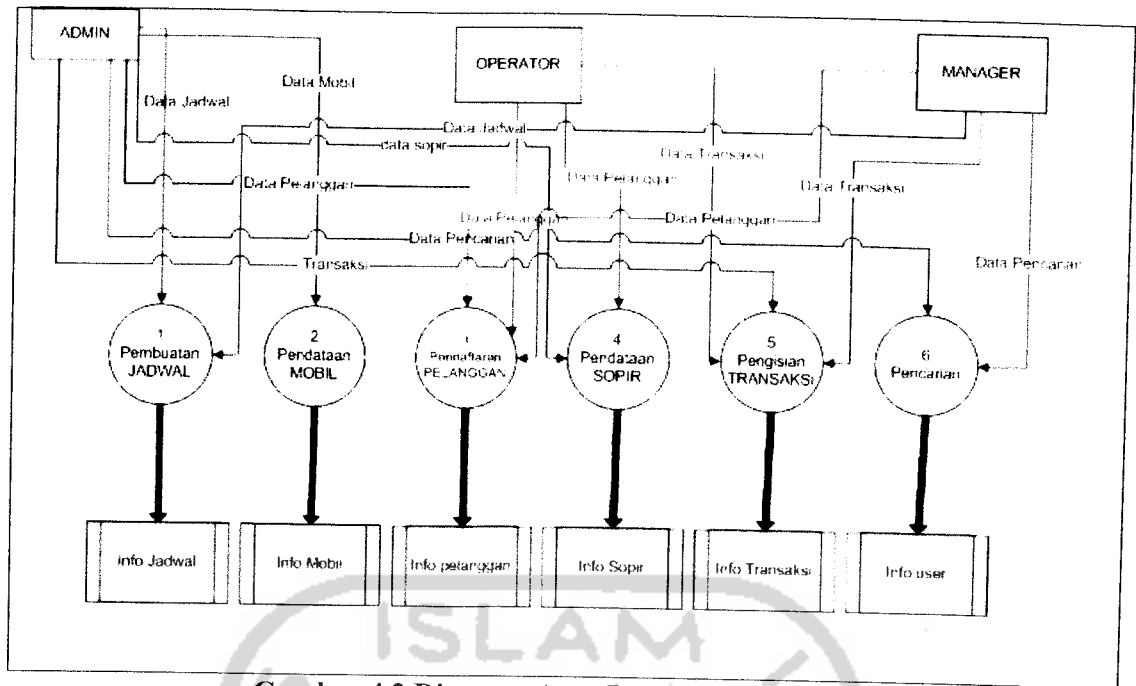 ADMIN
OPERATOR
MANAGER
Data Mobil
Data Jadwal
Data Jadwal
data sopir
Data Transaksi
Data Pelanggan
Data Pelanggan
Data Transaksi
Data Pelanggan
Data Pelanggan
Data Pencarian
Transaksi
Data Pencarian
1
Pembuatan
JADWAL
2
Pendataan
MOBIL
Pendaftaran
PELANGGAN
4
Pendataan
SOPIR
5
Pengisian
TRANSAKSI
6
Pencarian
info Jadwal
Info Mobil
Info pelanggan
Info Sopir
Info Transaksi
Info user
ISLAM